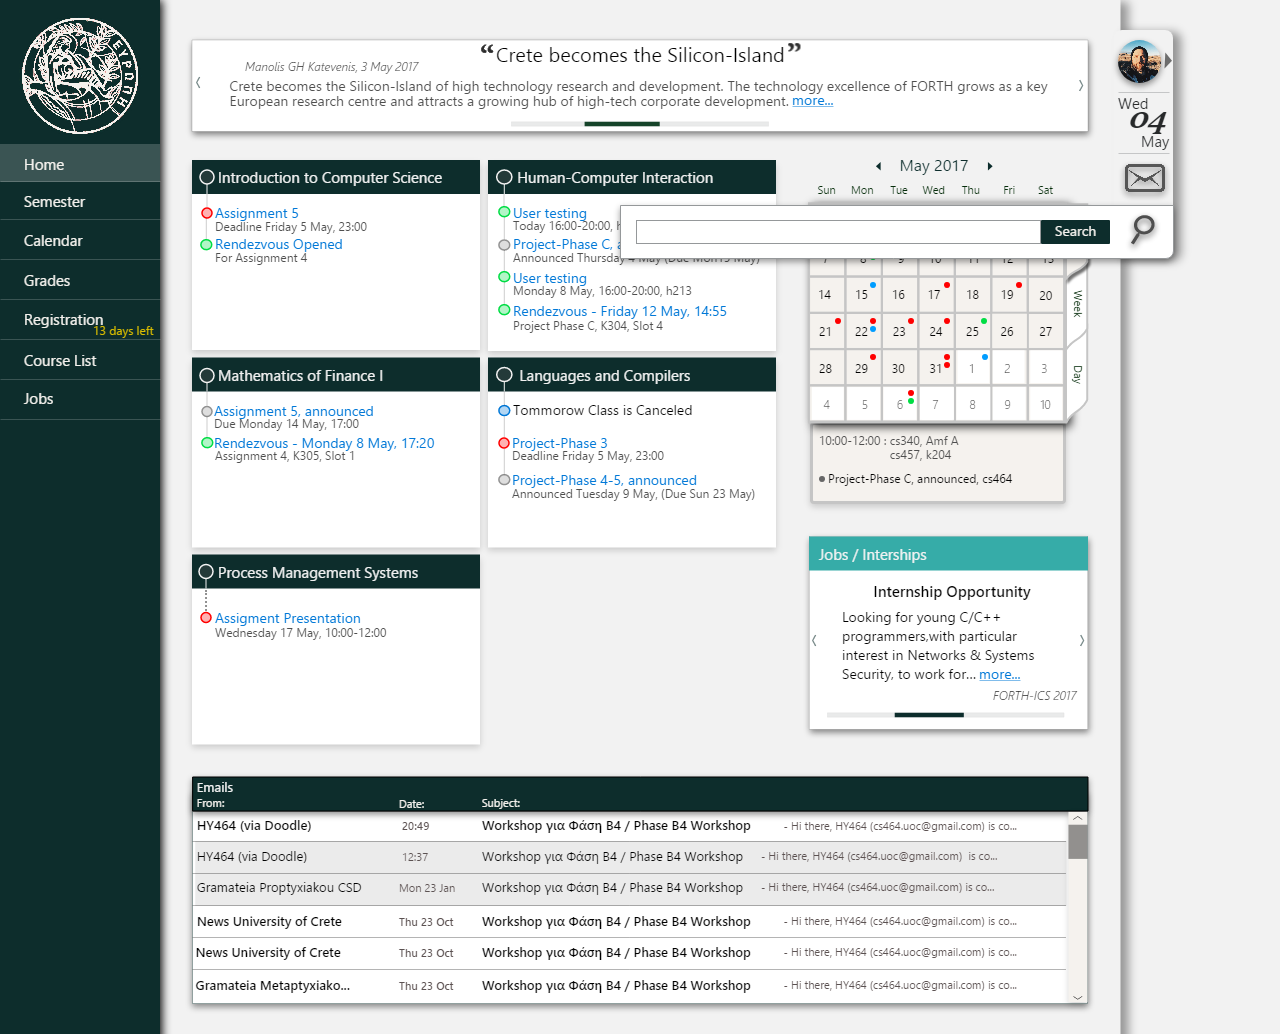 ΕΥΡΩΠΗ
Home
Semester
Calendar
Grades
Registration
13 days left
Course List
Jobs
“Crete becomes the Silicon-Island”
Manolis GH Katevenis, 3 May 2017
Crete becomes the Silicon-Island of high technology research and development. The technology excellence of FORTH grows as a key
European research centre and attracts a growing hub of high-tech corporate development. more...
Wed
04
May
Search
Introduction to Computer Science
Assignment 5
Deadline Friday 5 May, 23:00
Rendezvous Opened
For Assignment 4
Human-Computer Interaction
User testing
Today 16:00-20:00,
Project-Phase C,
Announced Thursday 4 May (Due Mon15 May)
User testing
Monday 8 May, 16:00-20:00, h213
Rendezvous - Friday 12 May, 14:55
Project Phase C, K304, Slot 4
Mathematics of Finance I
Assignment 5, announced
Due Monday 14 May, 17:00
Rendezvous - Monday 8 May, 17:20
Assignment 4, K305, Slot 1
Languages and Compilers
Tommorow Class is Canceled
Project-Phase 3
Deadline Friday 5 May, 23:00
Project-Phase 4-5, announced
Announced Tuesday 9 May, (Due Sun 23 May)
Process Management Systems
Assigment Presentation
Wednesday 17 May, 10:00-12:00
May 2017
Sun Mon Tue Wed Thu Fri Sat
7 8 9 10 11 12 13
14 15 16 17 18 19 20
21 22 23 24 25 26 27
28 29 30 31 1 2 3
4 5 6 7 8 9 10
Week
Day
10:00-12:00 : cs340, Amf A
cs457, k204
Project-Phase C, announced, cs464
Jobs / Interships
Internship Opportunity
Looking for young C/C++
programmers,with particular
interest in Networks & Systems
Security, to work for... more...
FORTH-ICS 2017
Emails
From: Date: Subject:
HY464 (via Doodle) 20:49 Workshop για Φάση B4 / Phase B4 Workshop - Hi there, HY464 (cs464.uoc@gmail.com) is co...
HY464 (via Doodle) 12:37 Workshop για Φάση B4 / Phase B4 Workshop - Hi there, HY464 (cs464.uoc@gmail.com) is co...
Gramateia Proptyxiakou CSD Mon 23 Jan Workshop για Φάση B4 / Phase B4 Workshop - Hi there, HY464 (cs464.uoc@gmail.com) is co...
News University of Crete Thu 23 Oct Workshop για Φάση B4 / Phase B4 Workshop - Hi there, HY464 (cs464.uoc@gmail.com) is co...
News University of Crete Thu 23 Oct Workshop για Φάση B4 / Phase B4 Workshop - Hi there, HY464 (cs464.uoc@gmail.com) is co...
Gramateia Metaptyxiako... Thu 23 Oct Workshop για Φάση B4 / Phase B4 Workshop - Hi there, HY464 (cs464.uoc@gmail.com) is co...